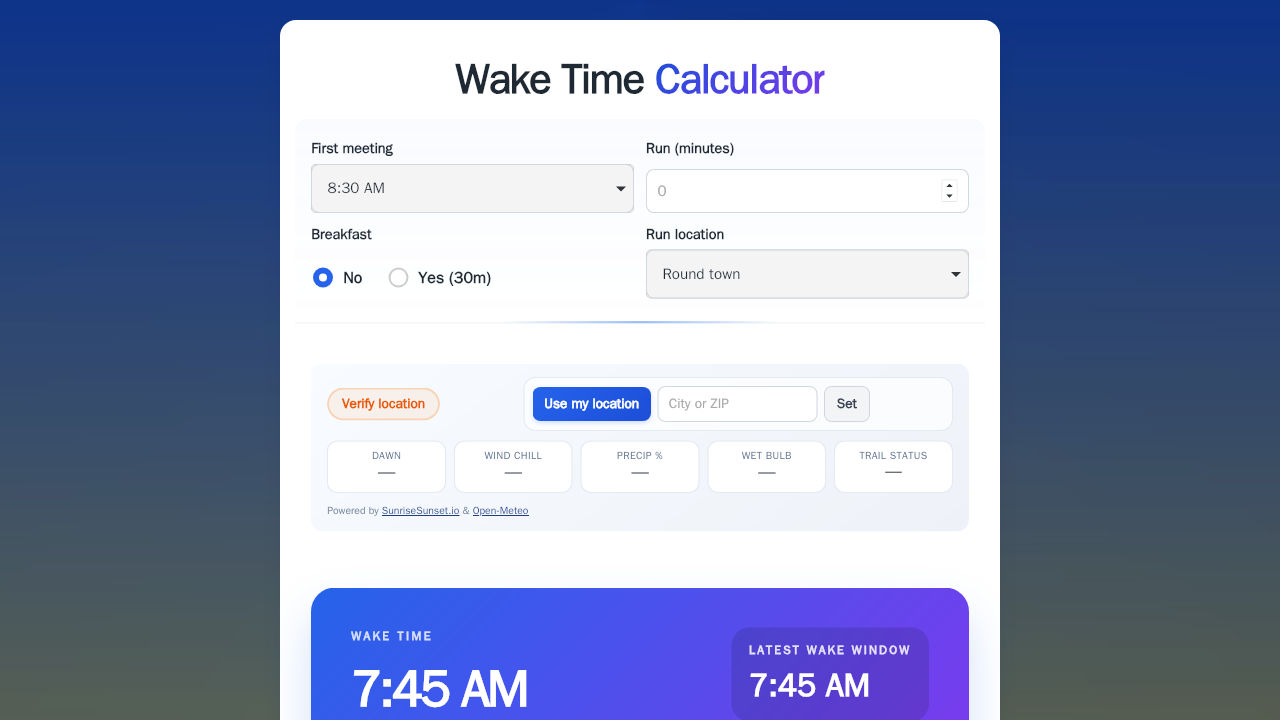 Wake Time Calculator
First meeting
8:30 AM
Run (minutes)
0
Breakfast
No
Yes (30m)
Run location
Round town
Verify location
Use my location
City or ZIP
Set
DAWN
—
WIND CHILL
—
PRECIP %
—
WET BULB
—
TRAIL STATUS
—
Powered by SunriseSunset.io & Open-Meteo
WAKE TIME
7:45 AM
LATEST WAKE WINDOW
7:45 AM